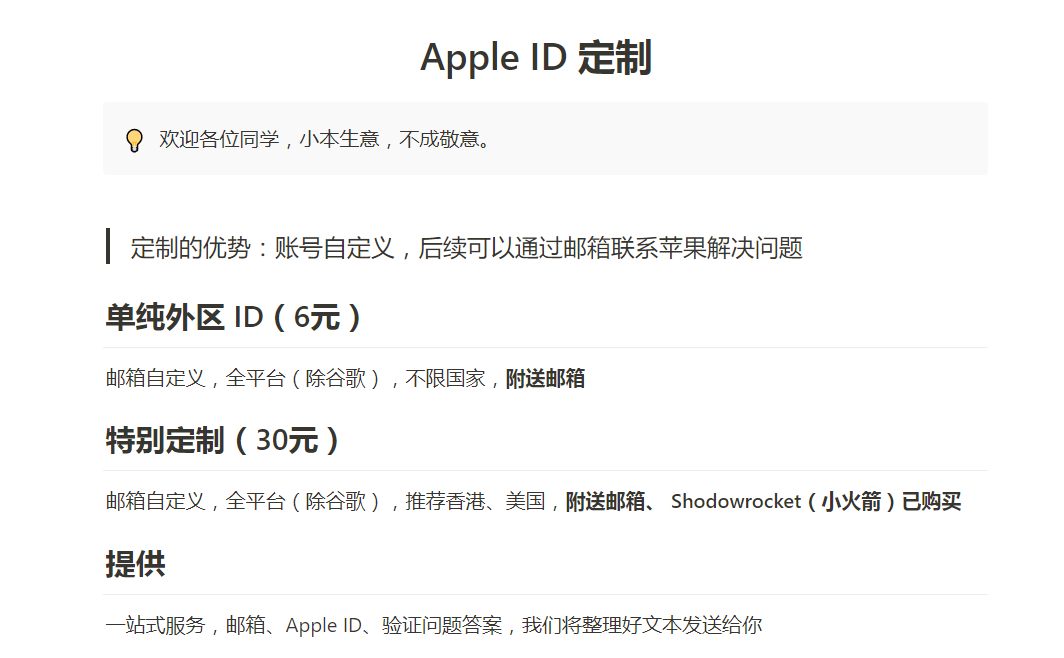 Apple ID 定制
欢迎各位同学，小本生意，不成敬意。
定制的优势：账号自定义，后续可以通过邮箱联系苹果解决问题
单纯外区 ID（6元）
邮箱自定义，全平台（除谷歌），不限国家，附送邮箱
特别定制（30元）
邮箱自定义，全平台（除谷歌），推荐香港、美国，附送邮箱、 Shodowrocket（小火箭）已购买
提供
一站式服务，邮箱、Apple ID、验证问题答案，我们将整理好文本发送给你